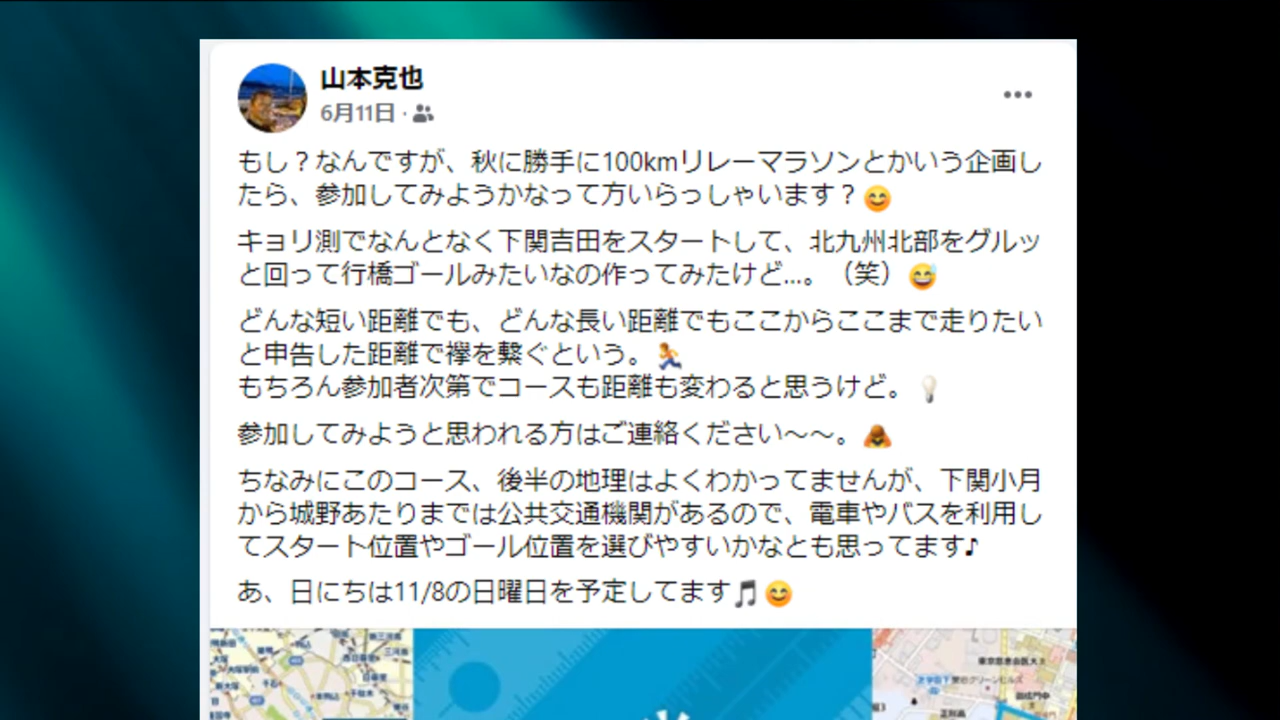 山本克也
6月11日 ·
もし？なんですが、秋に勝手に100kmリレーマラソンとかいう企画し
たら、参加してみようかなって方いらっしゃいます？😊
キョリ測でなんとなく下関吉田をスタートして、北九州北部をグルッ
と回って行橋ゴールみたいなの作ってみたけど...。（笑）😅
どんな短い距離でも、どんな長い距離でもここからここまで走りたい
と申告した距離で襷を繋ぐという。🏃
もちろん参加者次第でコースも距離も変わると思うけど。💡
参加してみようと思われる方はご連絡ください〜〜。🙇
ちなみにこのコース、後半の地理はよくわかってませんが、下関小月
から城野あたりまでは公共交通機関があるので、電車やバスを利用し
てスタート位置やゴール位置を選びやすいかなとも思ってます♪
あ、日にちは11/8の日曜日を予定してます🎵😊